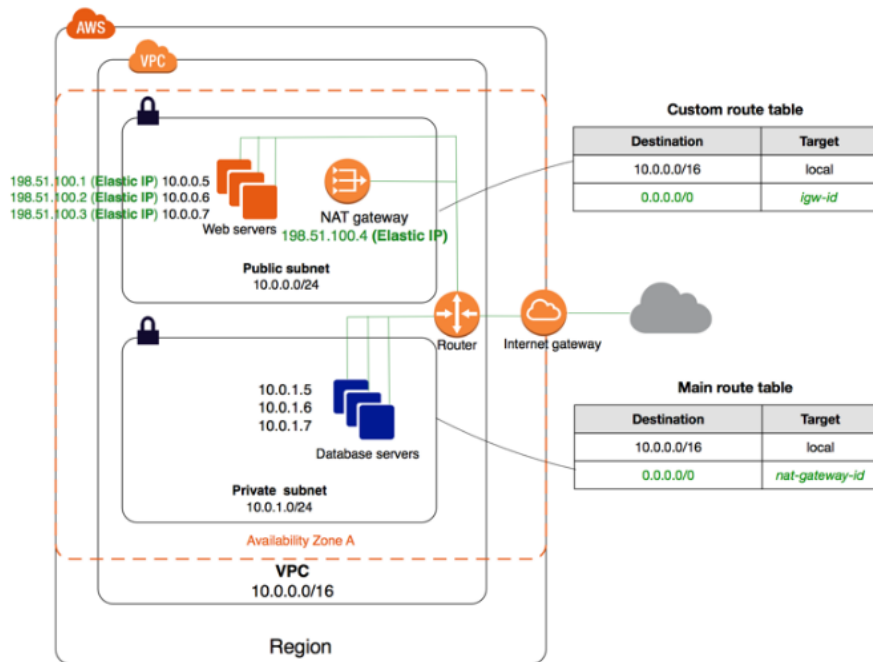 AWS
VPC
198.51.100.1 (Elastic IP) 10.0.0.5
198.51.100.2 (Elastic IP) 10.0.0.6
198.51.100.3 (Elastic IP) 10.0.0.7
Web servers
NAT gateway
198.51.100.4 (Elastic IP)
Public subnet
10.0.0.0/24
Custom route table
Destination Target
10.0.0.0/16 local
0.0.0.0/0 igw-id
Router
Internet gateway
10.0.1.5
10.0.1.6
10.0.1.7
Database servers
Private subnet
10.0.1.0/24
Main route table
Destination Target
10.0.0.0/16 local
0.0.0.0/0 nat-gateway-id
Availability Zone A
VPC
10.0.0.0/16
Region